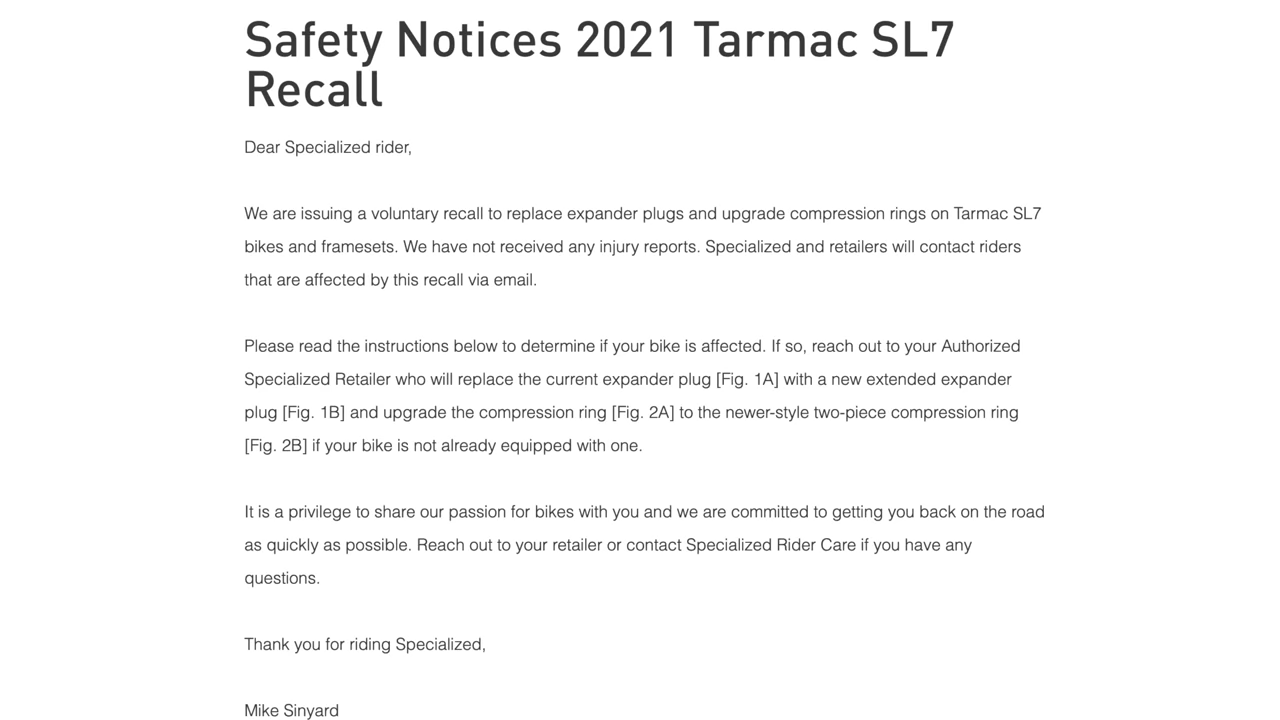 Safety Notices 2021 Tarmac SL7
Recall
Dear Specialized rider,
We are issuing a voluntary recall to replace expander plugs and upgrade compression rings on Tarmac SL7
bikes and framesets. We have not received any injury reports. Specialized and retailers will contact riders
that are affected by this recall via email.
Please read the instructions below to determine if your bike is affected. If so, reach out to your Authorized
Specialized Retailer who will replace the current expander plug [Fig. 1A] with a new extended expander
plug [Fig. 1B] and upgrade the compression ring [Fig. 2A] to the newer-style two-piece compression ring
[Fig. 2B] if your bike is not already equipped with one.
It is a privilege to share our passion for bikes with you and we are committed to getting you back on the road
as quickly as possible. Reach out to your retailer or contact Specialized Rider Care if you have any
questions.
Thank you for riding Specialized,
Mike Sinyard